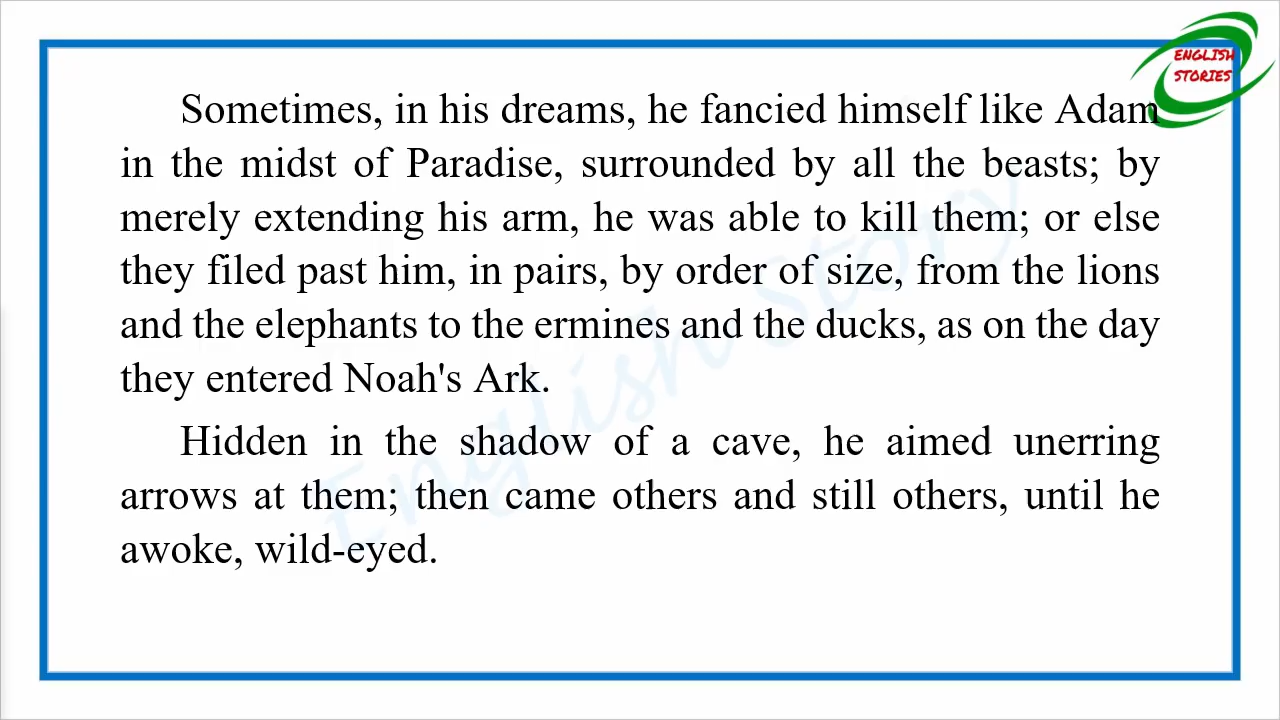 ENGLISH
STORIES
Sometimes, in his dreams, he fancied himself like Adam
in the midst of Paradise, surrounded by all the beasts; by
merely extending his arm, he was able to kill them; or else
they filed past him, in pairs, by order of size, from the lions
and the elephants to the ermines and the ducks, as on the day
they entered Noah's Ark.
Hidden in the shadow of a cave, he aimed unerring
arrows at them; then came others and still others, until he
awoke, wild-eyed.
English Story